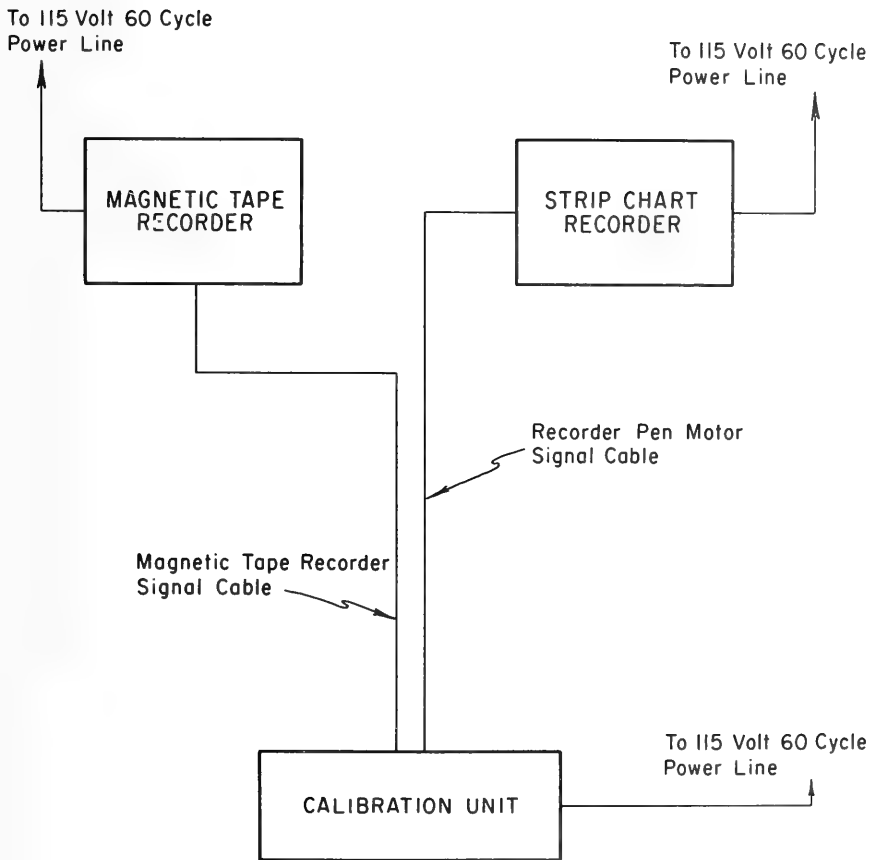 To 115 Volt 60 Cycle
Power Line
To 115 Volt 60 Cycle
Power Line
MAGNETIC TAPE
RECORDER
STRIP CHART
RECORDER
Recorder Pen Motor
Signal Cable
Magnetic Tape Recorder
Signal Cable
To 115 Volt 60 Cycle
Power Line
CALIBRATION UNIT